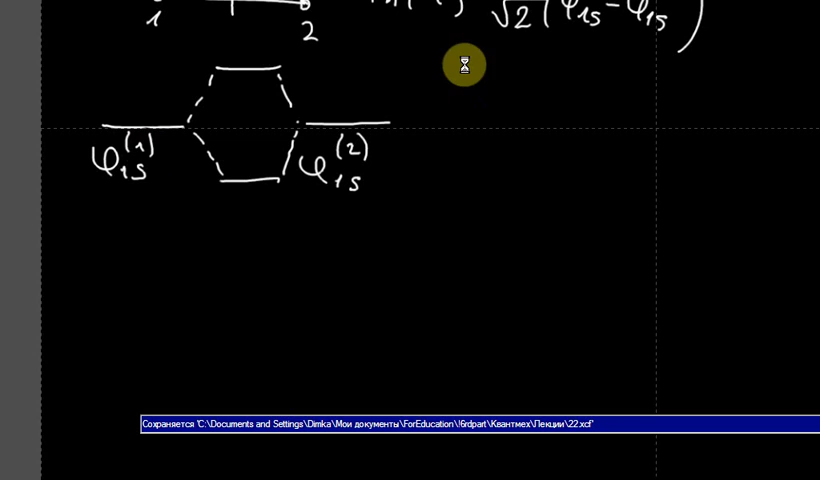 1
2
√2 ( φ1s − φ1s )
φ1s(1)
φ1s(2)
Сохраняется 'C:\Documents and Settings\Dimka\Мои документы\ForEducation\!6rdpart\Квантмех\Лекции\22.xcf'